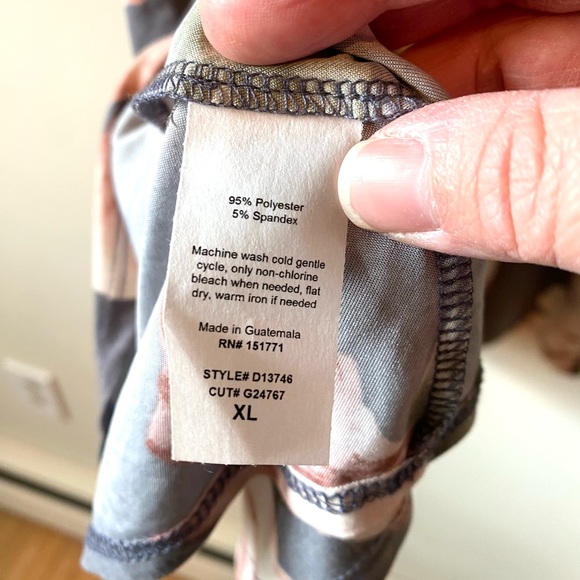 95% Polyester
5% Spandex
Machine wash cold gentle
cycle, only non-chlorine
bleach when needed, flat
dry, warm iron if needed
Made in Guatemala
RN# 151771
STYLE# D13746
CUT# G24767
XL